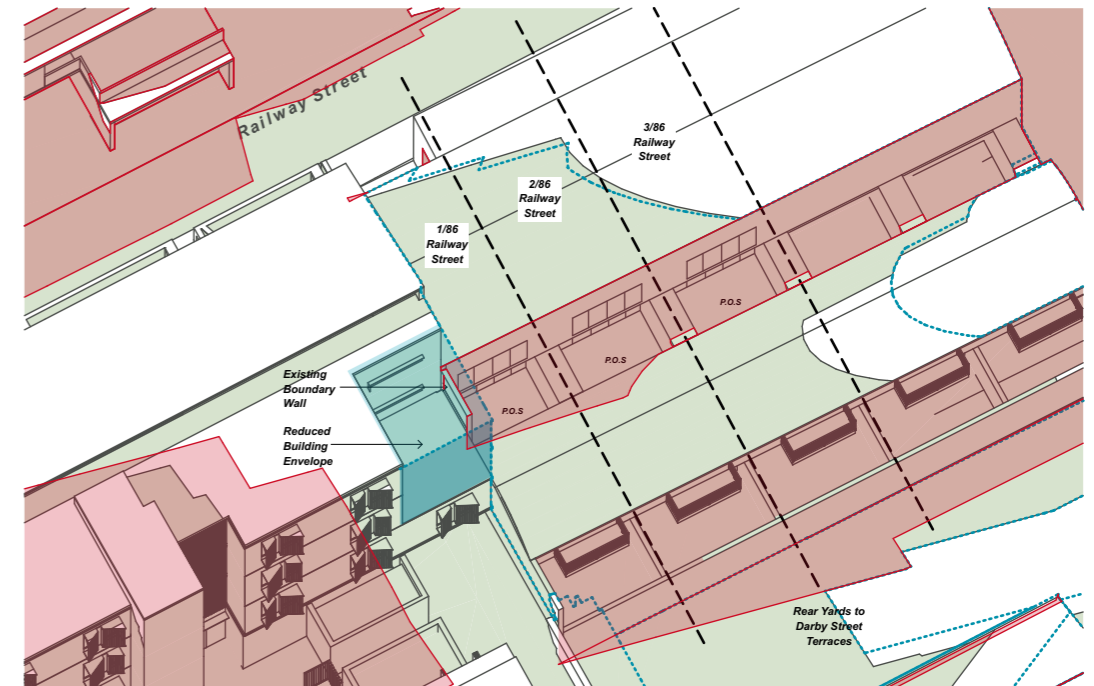 Railway Street
3/86
Railway
Street
2/86
Railway
Street
1/86
Railway
Street
P.O.S
P.O.S
P.O.S
Existing
Boundary
Wall
Reduced
Building
Envelope
Rear Yards to
Darby Street
Terraces